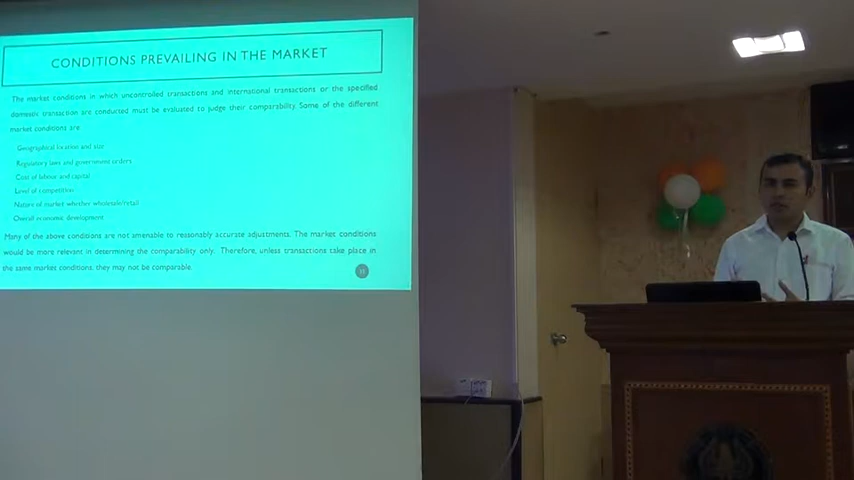 CONDITIONS PREVAILING IN THE MARKET
The market conditions in which uncontrolled transactions and international transactions or the specified
domestic transaction are conducted must be evaluated to judge their comparability. Some of the different
market conditions are
Geographical location and size
Regulatory laws and government orders
Cost of labour and capital
Level of competition
Nature of market whether wholesale/retail
Overall economic development
Many of the above conditions are not amenable to reasonably accurate adjustments. The market conditions
would be more relevant in determining the comparability only. Therefore, unless transactions take place in
the same market conditions, they may not be comparable.